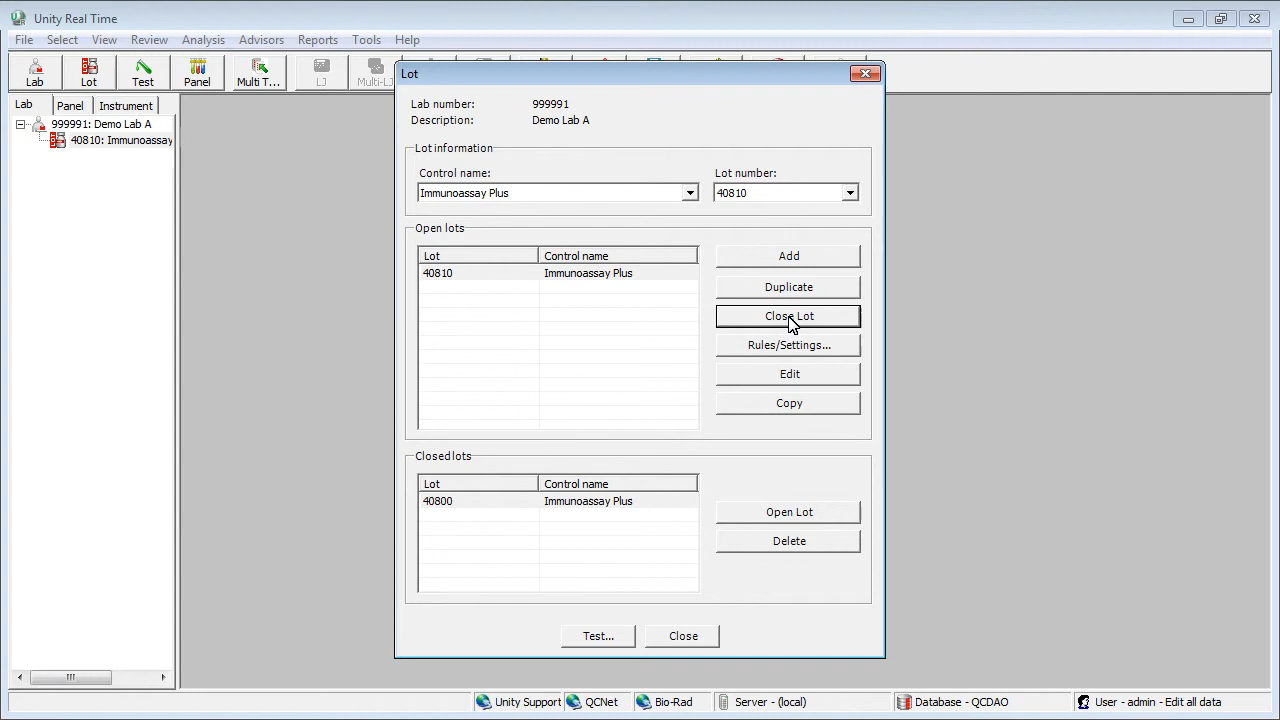 Unity Real Time
File Select View Review Analysis Advisors Reports Tools Help
Lab Lot Test Panel Multi T... LJ Multi-LJ
Lab Panel Instrument
999991: Demo Lab A
40810: Immunoassay
Lot
Lab number: 999991
Description: Demo Lab A
Lot information
Control name: Lot number:
Immunoassay Plus 40810
Open lots
Lot Control name
40810 Immunoassay Plus
Add
Duplicate
Close Lot
Rules/Settings...
Edit
Copy
Closed lots
Lot Control name
40800 Immunoassay Plus
Open Lot
Delete
Test... Close
Unity Support QCNet Bio-Rad Server - (local) Database - QCDAO User - admin - Edit all data